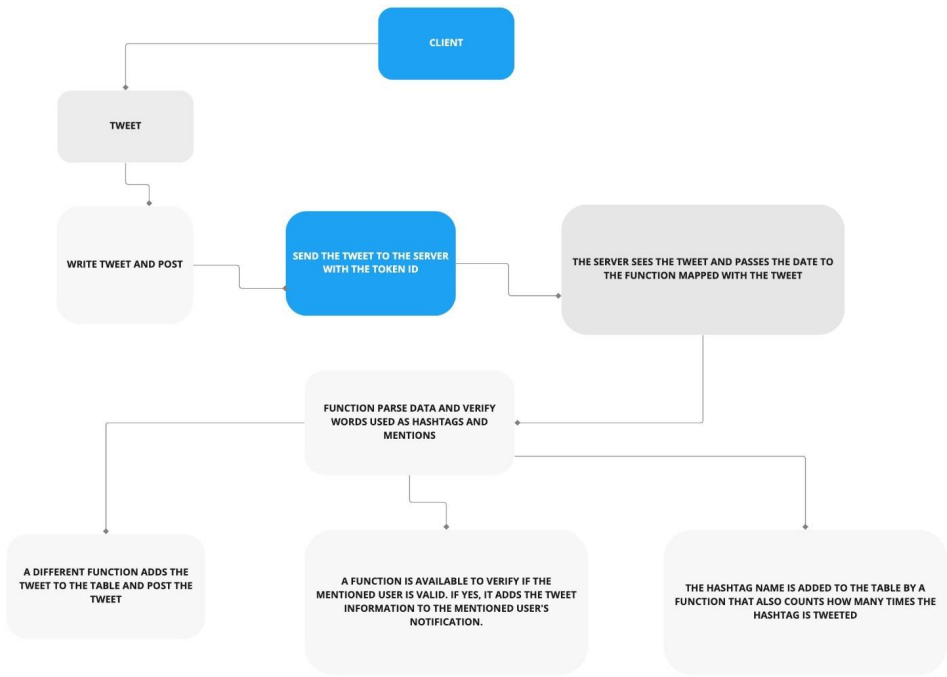 CLIENT
TWEET
WRITE TWEET AND POST
SEND THE TWEET TO THE SERVER
WITH THE TOKEN ID
THE SERVER SEES THE TWEET AND PASSES THE DATE TO
THE FUNCTION MAPPED WITH THE TWEET
FUNCTION PARSE DATA AND VERIFY
WORDS USED AS HASHTAGS AND
MENTIONS
A DIFFERENT FUNCTION ADDS THE
TWEET TO THE TABLE AND POST THE
TWEET
A FUNCTION IS AVAILABLE TO VERIFY IF THE
MENTIONED USER IS VALID. IF YES, IT ADDS THE TWEET
INFORMATION TO THE MENTIONED USER'S
NOTIFICATION.
THE HASHTAG NAME IS ADDED TO THE TABLE BY A
FUNCTION THAT ALSO COUNTS HOW MANY TIMES THE
HASHTAG IS TWEETED